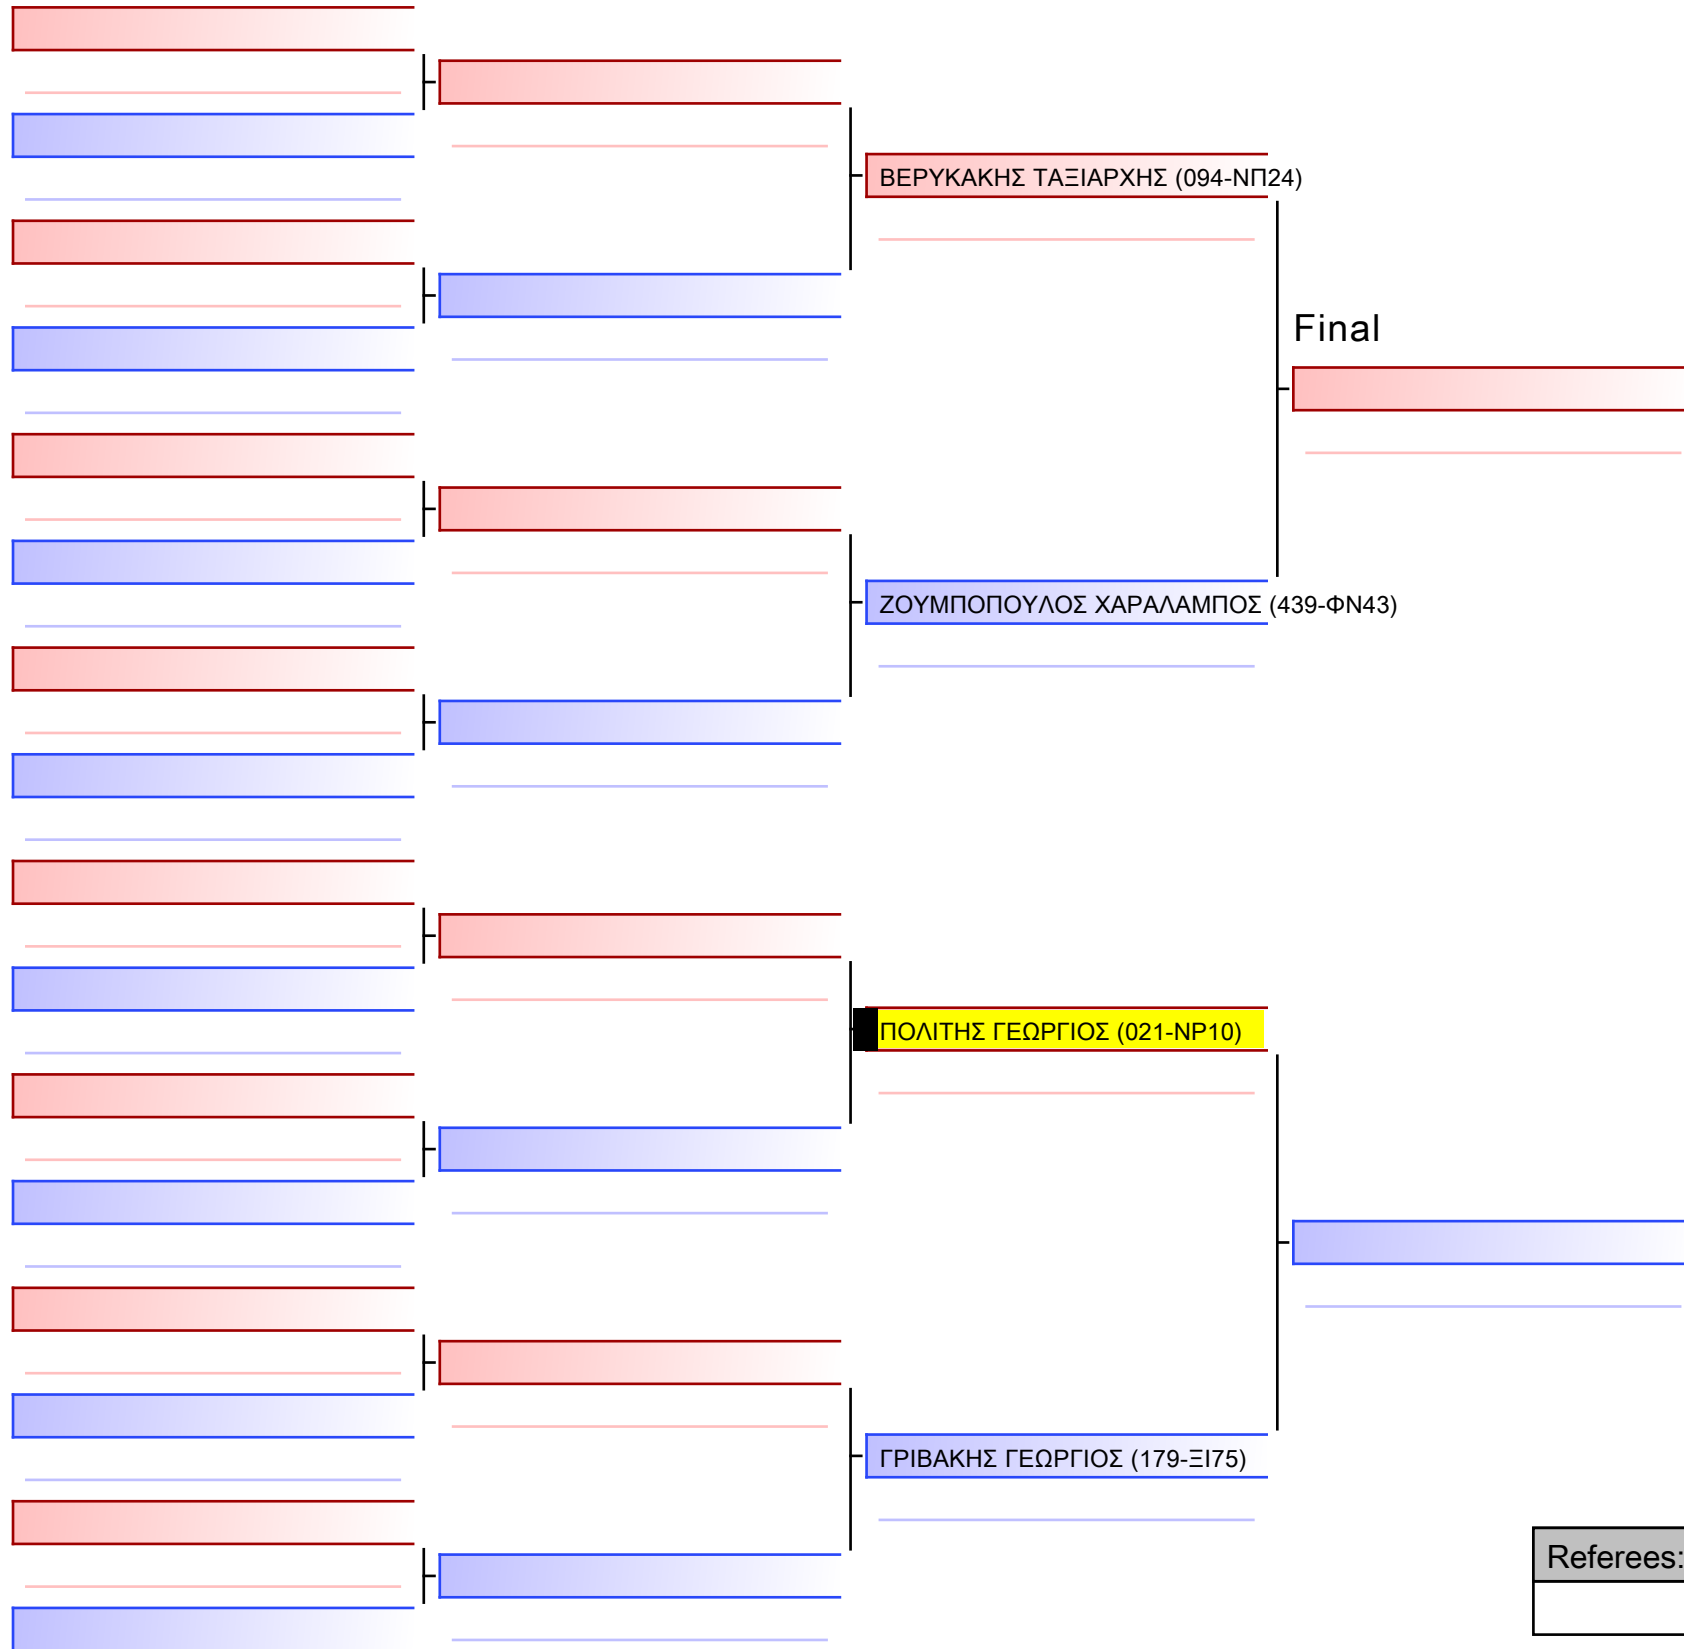 ΒΕΡΥΚΑΚΗΣ ΤΑΞΙΑΡΧΗΣ (094-ΝΠ24)
Final
ΖΟΥΜΠΟΠΟΥΛΟΣ ΧΑΡΑΛΑΜΠΟΣ (439-ΦΝ43)
ΠΟΛΙΤΗΣ ΓΕΩΡΓΙΟΣ (021-ΝΡ10)
ΓΡΙΒΑΚΗΣ ΓΕΩΡΓΙΟΣ (179-ΞΙ75)
Referees: